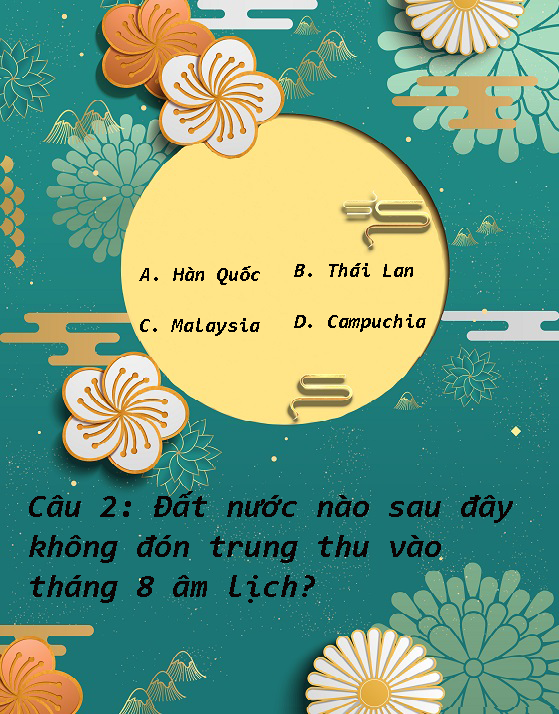 A. Hàn Quốc
B. Thái Lan
C. Malaysia
D. Campuchia
Câu 2: Đất nước nào sau đây
không đón trung thu vào
tháng 8 âm lịch?